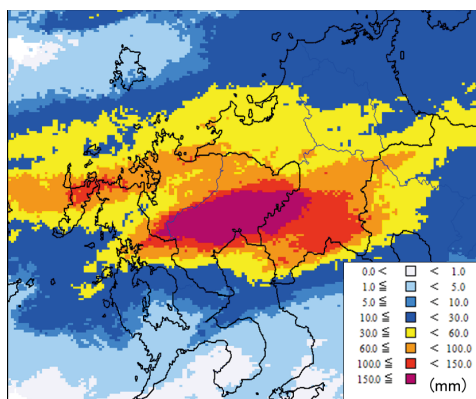 0.0 < < 1.0
1.0 ≦ < 5.0
5.0 ≦ < 10.0
10.0 ≦ < 30.0
30.0 ≦ < 60.0
60.0 ≦ < 100.0
100.0 ≦ < 150.0
150.0 ≦ (mm)